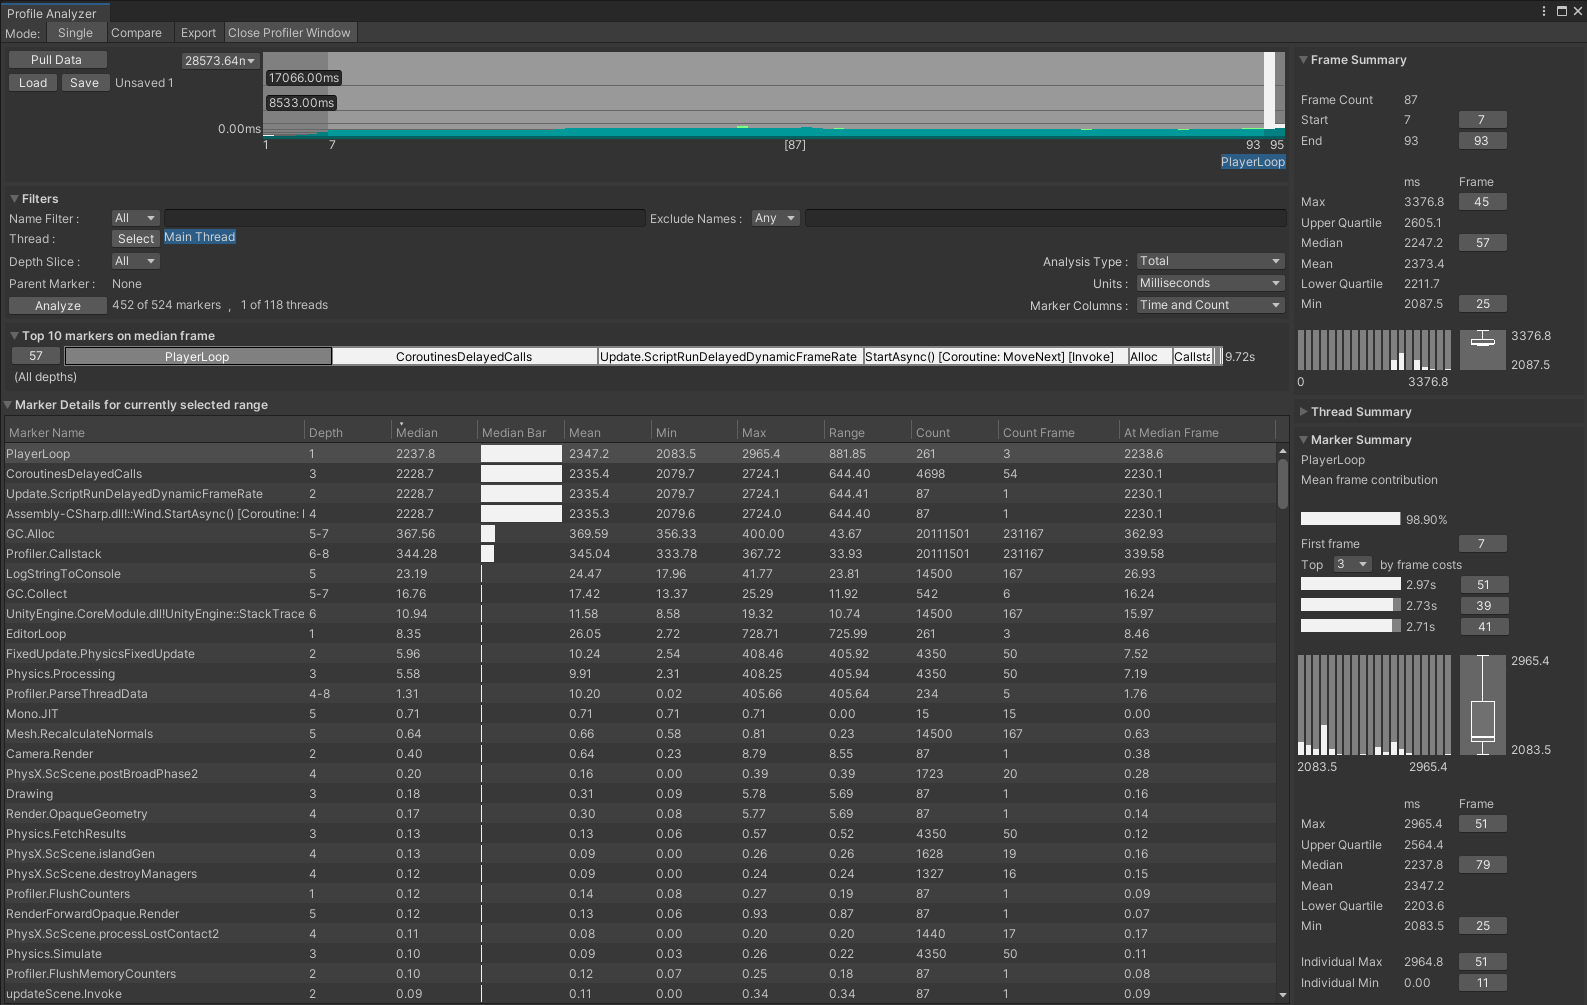 Profile Analyzer
Mode: Single Compare Export Close Profiler Window
Pull Data
28573.64n
Load Save Unsaved 1
17066.00ms
8533.00ms
0.00ms
1 7 [87] 93 95
PlayerLoop
Filters
Name Filter : All Exclude Names : Any
Thread : Select Main Thread
Depth Slice : All Analysis Type : Total
Parent Marker : None Units : Milliseconds
Analyze 452 of 524 markers , 1 of 118 threads Marker Columns : Time and Count
Top 10 markers on median frame
57 PlayerLoop CoroutinesDelayedCalls Update.ScriptRunDelayedDynamicFrameRate StartAsync() [Coroutine: MoveNext] [Invoke] Alloc Callsta 9.72s
(All depths)
Marker Details for currently selected range
Marker Name Depth Median Median Bar Mean Min Max Range Count Count Frame At Median Frame
PlayerLoop 1 2237.8 2347.2 2083.5 2965.4 881.85 261 3 2238.6
CoroutinesDelayedCalls 3 2228.7 2335.4 2079.7 2724.1 644.40 4698 54 2230.1
Update.ScriptRunDelayedDynamicFrameRate 2 2228.7 2335.4 2079.7 2724.1 644.41 87 1 2230.1
Assembly-CSharp.dll!::Wind.StartAsync() [Coroutine: I 4 2228.7 2335.3 2079.6 2724.0 644.40 87 1 2230.1
GC.Alloc 5-7 367.56 369.59 356.33 400.00 43.67 20111501 231167 362.93
Profiler.Callstack 6-8 344.28 345.04 333.78 367.72 33.93 20111501 231167 339.58
LogStringToConsole 5 23.19 24.47 17.96 41.77 23.81 14500 167 26.93
GC.Collect 5-7 16.76 17.42 13.37 25.29 11.92 542 6 16.24
UnityEngine.CoreModule.dll!UnityEngine::StackTrace 6 10.94 11.58 8.58 19.32 10.74 14500 167 15.97
EditorLoop 1 8.35 26.05 2.72 728.71 725.99 261 3 8.46
FixedUpdate.PhysicsFixedUpdate 2 5.96 10.24 2.54 408.46 405.92 4350 50 7.52
Physics.Processing 3 5.58 9.91 2.31 408.25 405.94 4350 50 7.19
Profiler.ParseThreadData 4-8 1.31 10.20 0.02 405.66 405.64 234 5 1.76
Mono.JIT 5 0.71 0.71 0.71 0.71 0.00 15 15 0.00
Mesh.RecalculateNormals 5 0.64 0.66 0.58 0.81 0.23 14500 167 0.63
Camera.Render 2 0.40 0.64 0.23 8.79 8.55 87 1 0.38
PhysX.ScScene.postBroadPhase2 4 0.20 0.16 0.00 0.39 0.39 1723 20 0.28
Drawing 3 0.18 0.31 0.09 5.78 5.69 87 1 0.16
Render.OpaqueGeometry 4 0.17 0.30 0.08 5.77 5.69 87 1 0.14
Physics.FetchResults 3 0.13 0.13 0.06 0.57 0.52 4350 50 0.12
PhysX.ScScene.islandGen 4 0.13 0.09 0.00 0.26 0.26 1628 19 0.16
PhysX.ScScene.destroyManagers 4 0.12 0.09 0.00 0.24 0.24 1327 16 0.15
Profiler.FlushCounters 1 0.12 0.14 0.08 0.27 0.19 87 1 0.09
RenderForwardOpaque.Render 5 0.12 0.13 0.06 0.93 0.87 87 1 0.07
PhysX.ScScene.processLostContact2 4 0.11 0.08 0.00 0.20 0.20 1440 17 0.17
Physics.Simulate 3 0.10 0.09 0.03 0.26 0.22 4350 50 0.11
Profiler.FlushMemoryCounters 2 0.10 0.12 0.07 0.25 0.18 87 1 0.08
updateScene.Invoke 2 0.09 0.11 0.00 0.34 0.34 87 1 0.09
Frame Summary
Frame Count 87
Start 7 7
End 93 93
ms Frame
Max 3376.8 45
Upper Quartile 2605.1
Median 2247.2 57
Mean 2373.4
Lower Quartile 2211.7
Min 2087.5 25
3376.8
2087.5
0 3376.8
Thread Summary
Marker Summary
PlayerLoop
Mean frame contribution
98.90%
First frame 7
Top 3 by frame costs
2.97s 51
2.73s 39
2.71s 41
2965.4
2083.5
2083.5 2965.4
ms Frame
Max 2965.4 51
Upper Quartile 2564.4
Median 2237.8 79
Mean 2347.2
Lower Quartile 2203.6
Min 2083.5 25
Individual Max 2964.8 51
Individual Min 0.00 11